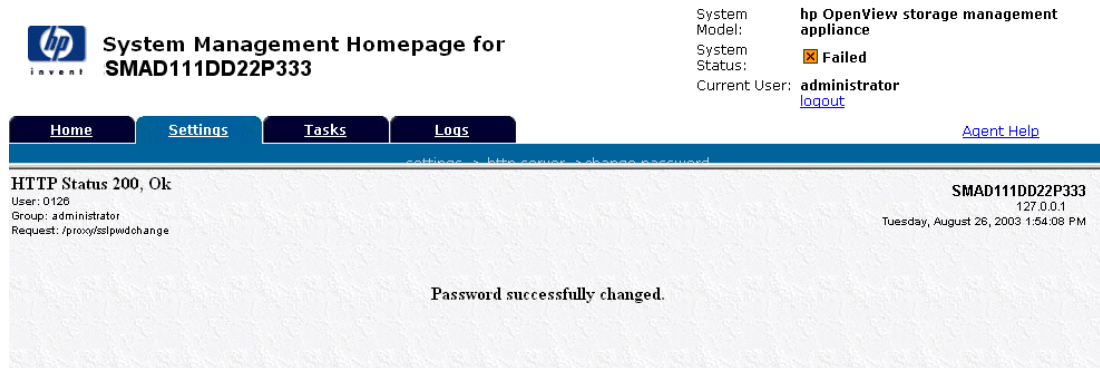 System Model: hp OpenView storage management appliance
hp
invent
System Management Homepage for
SMAD111DD22P333
System Status: Failed
Current User: administrator
logout
Home Settings Tasks Logs Agent Help
settings -> http server ->change password
HTTP Status 200, Ok
User: 0126
Group: administrator
Request: /proxy/sslpwdchange
SMAD111DD22P333
127.0.0.1
Tuesday, August 26, 2003 1:54:08 PM
Password successfully changed.